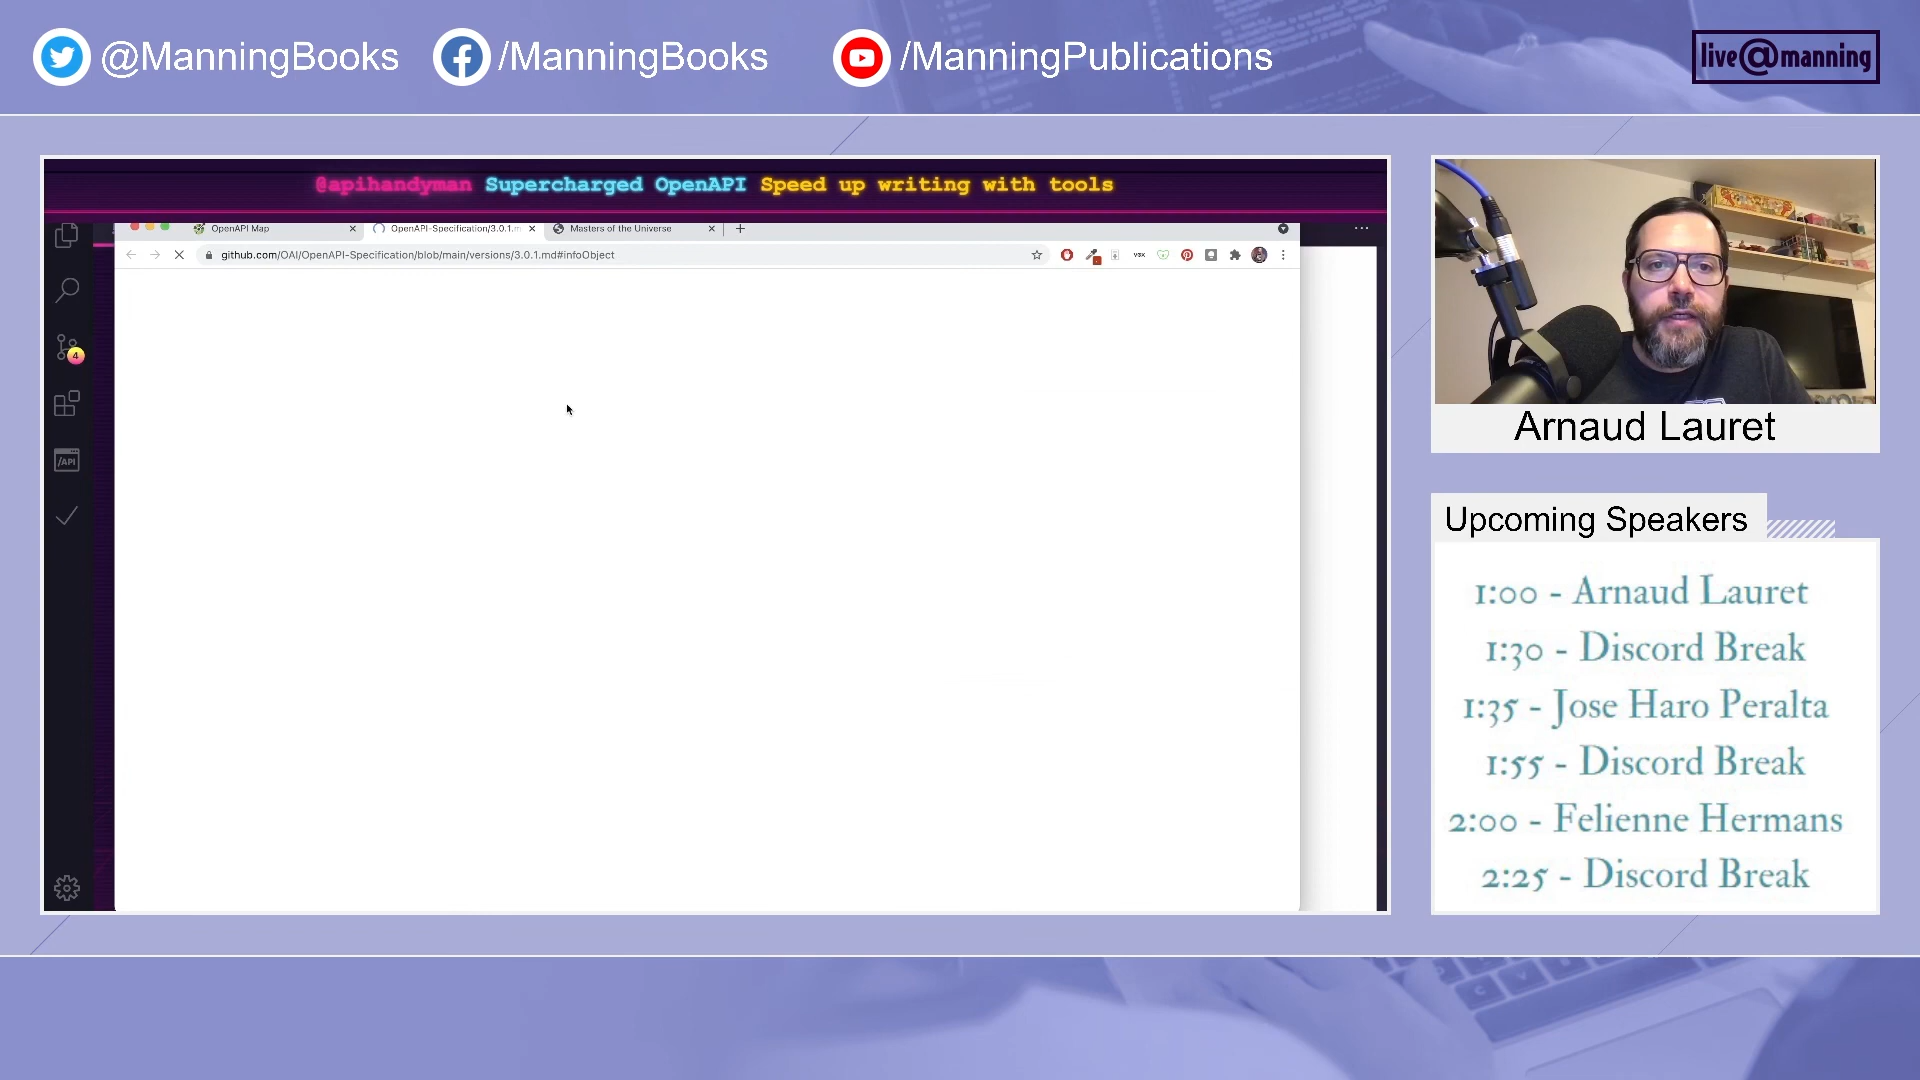 @ManningBooks
/ManningBooks
/ManningPublications
live@manning
@apihandyman Supercharged OpenAPI Speed up writing with tools
OpenAPI Map
OpenAPI-Specification/3.0.1.m
Masters of the Universe
github.com/OAI/OpenAPI-Specification/blob/main/versions/3.0.1.md#infoObject
4
/API
Arnaud Lauret
Upcoming Speakers
1:00 - Arnaud Lauret
1:30 - Discord Break
1:35 - Jose Haro Peralta
1:55 - Discord Break
2:00 - Felienne Hermans
2:25 - Discord Break